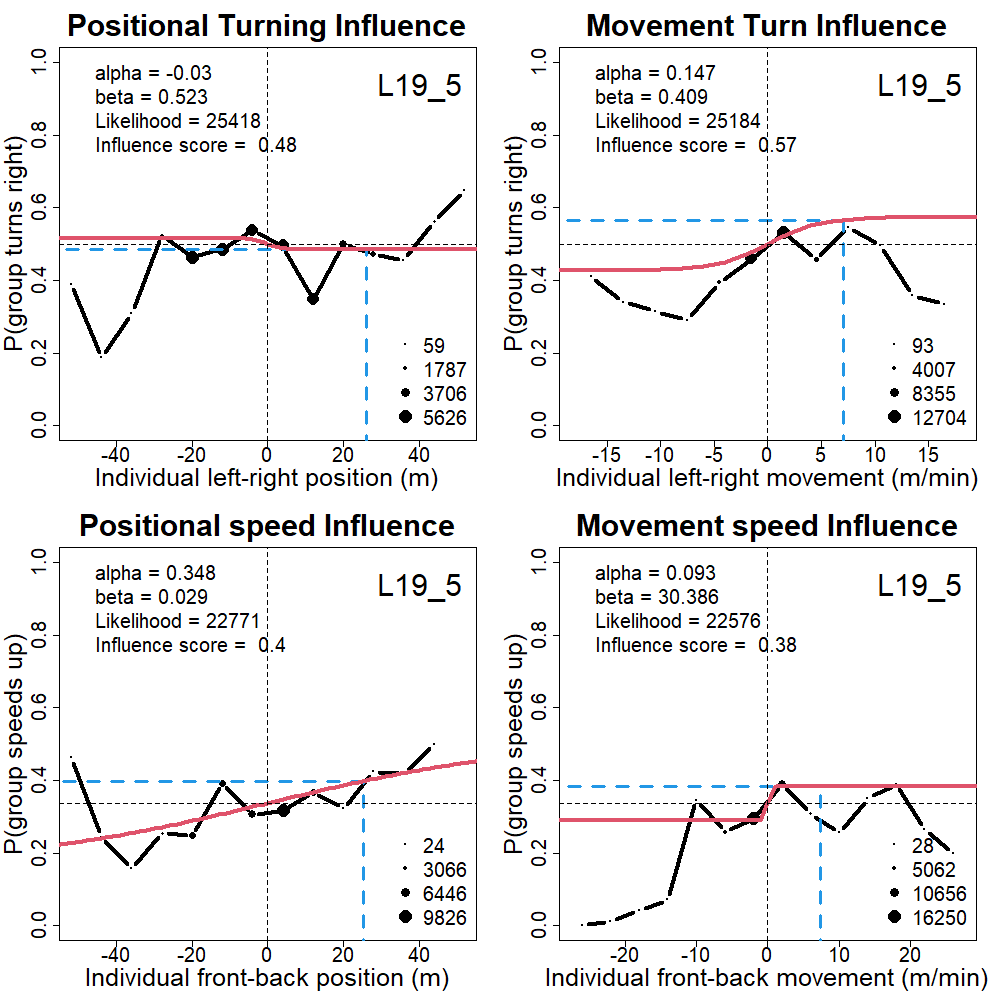 Positional Turning Influence
P(group turns right)
1.0
0.8
0.6
0.4
0.2
0.0
alpha = -0.03
beta = 0.523
Likelihood = 25418
Influence score = 0.48
L19_5
59
1787
3706
5626
-40 -20 0 20 40
Individual left-right position (m)
Movement Turn Influence
P(group turns right)
1.0
0.8
0.6
0.4
0.2
0.0
alpha = 0.147
beta = 0.409
Likelihood = 25184
Influence score = 0.57
L19_5
93
4007
8355
12704
-15 -10 -5 0 5 10 15
Individual left-right movement (m/min)
Positional speed Influence
P(group speeds up)
1.0
0.8
0.6
0.4
0.2
0.0
alpha = 0.348
beta = 0.029
Likelihood = 22771
Influence score = 0.4
L19_5
24
3066
6446
9826
-40 -20 0 20 40
Individual front-back position (m)
Movement speed Influence
P(group speeds up)
1.0
0.8
0.6
0.4
0.2
0.0
alpha = 0.093
beta = 30.386
Likelihood = 22576
Influence score = 0.38
L19_5
28
5062
10656
16250
-20 -10 0 10 20
Individual front-back movement (m/min)